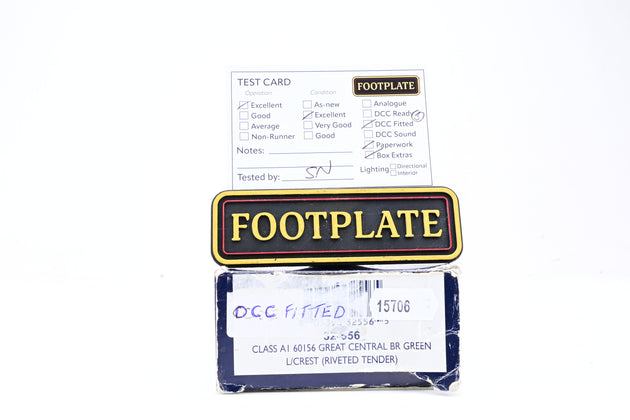 TEST CARD
FOOTPLATE
Operation
Condition
Excellent
Good
Average
Non-Runner
As-new
Excellent
Very Good
Good
Analogue
DCC Ready
DCC Fitted
DCC Sound
Paperwork
Box Extras
Notes:
Lighting
Directional
Interior
Tested by: SN
FOOTPLATE
DCC FITTED
15706
32-556
CLASS A1 60156 GREAT CENTRAL BR GREEN
L/CREST (RIVETED TENDER)